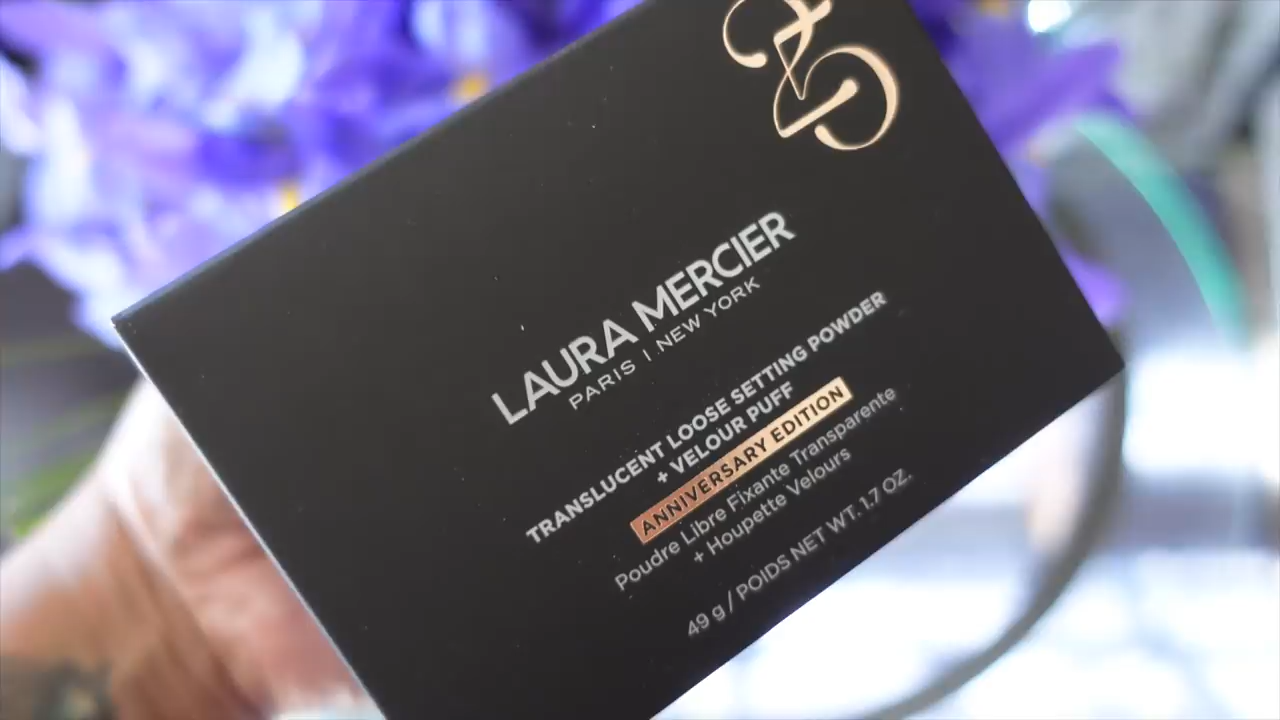 25
LAURA MERCIER
PARIS | NEW YORK
TRANSLUCENT LOOSE SETTING POWDER
+ VELOUR PUFF
ANNIVERSARY EDITION
Poudre Libre Fixante Transparente
+ Houpette Velours
49 g / POIDS NET WT. 1.7 OZ.